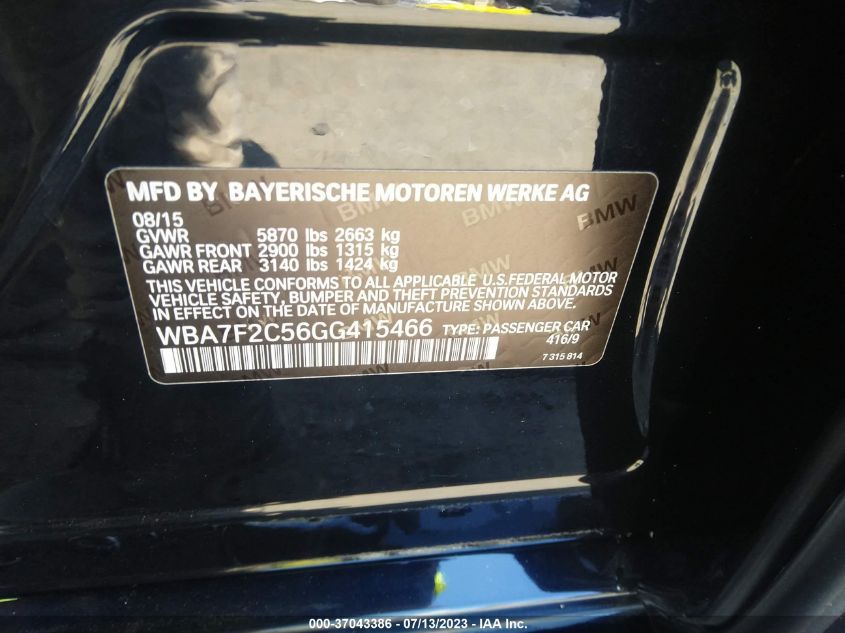 MFD BY BAYERISCHE MOTOREN WERKE AG
08/15
GVWR 5870 lbs 2663 kg
GAWR FRONT 2900 lbs 1315 kg
GAWR REAR 3140 lbs 1424 kg
THIS VEHICLE CONFORMS TO ALL APPLICABLE U.S.FEDERAL MOTOR
VEHICLE SAFETY, BUMPER AND THEFT PREVENTION STANDARDS
IN EFFECT ON THE DATE OF MANUFACTURE SHOWN ABOVE.
WBA7F2C56GG415466 TYPE: PASSENGER CAR
416/9
7 315 814
BMW
000-37043386 - 07/13/2023 - IAA Inc.